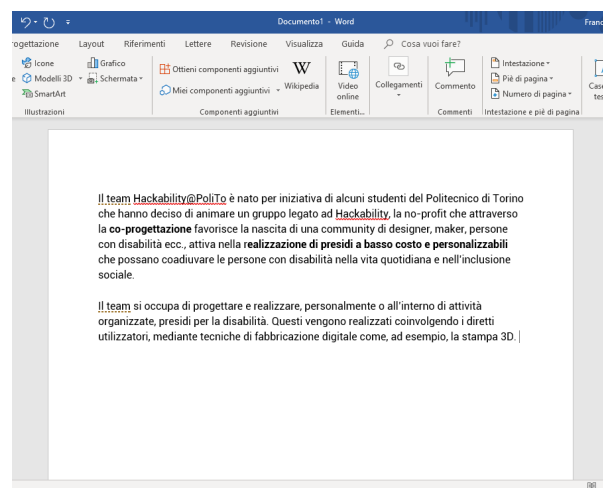 Documento1 - Word
Franc
rogettazione Layout Riferimenti Lettere Revisione Visualizza Guida Cosa vuoi fare?
Icone
Modelli 3D
SmartArt
Grafico
Schermata
Illustrazioni
Ottieni componenti aggiuntivi
Miei componenti aggiuntivi
W
Wikipedia
Componenti aggiuntivi
Video
online
Elementi...
Collegamenti
Commento
Commenti
Intestazione
Piè di pagina
Numero di pagina
Intestazione e piè di pagina
Case
tes
Il team Hackability@PoliTo è nato per iniziativa di alcuni studenti del Politecnico di Torino
che hanno deciso di animare un gruppo legato ad Hackability, la no-profit che attraverso
la co-progettazione favorisce la nascita di una community di designer, maker, persone
con disabilità ecc., attiva nella realizzazione di presidi a basso costo e personalizzabili
che possano coadiuvare le persone con disabilità nella vita quotidiana e nell'inclusione
sociale.
Il team si occupa di progettare e realizzare, personalmente o all'interno di attività
organizzate, presidi per la disabilità. Questi vengono realizzati coinvolgendo i diretti
utilizzatori, mediante tecniche di fabbricazione digitale come, ad esempio, la stampa 3D.